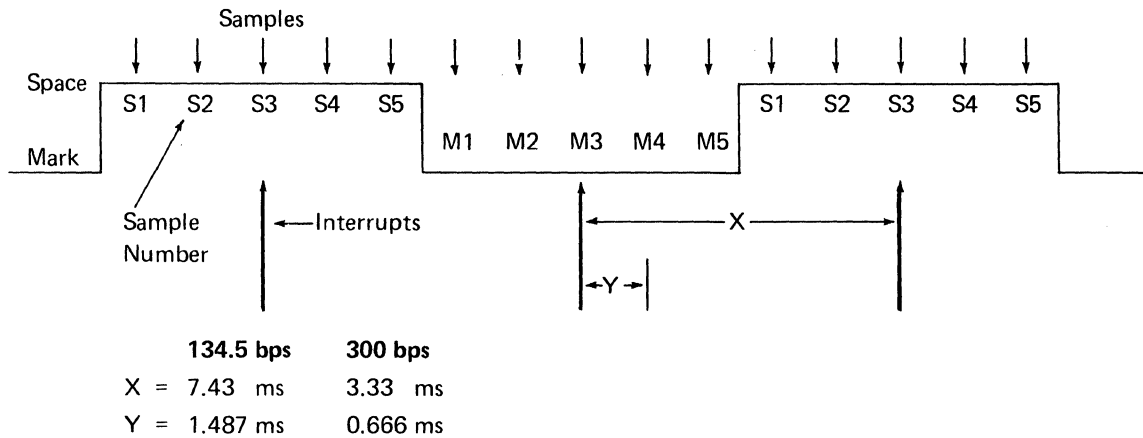 Samples
Space
S1 S2 S3 S4 S5 S1 S2 S3 S4 S5
M1 M2 M3 M4 M5
Mark
Sample
Number
Interrupts
X
Y
134.5 bps 300 bps
X = 7.43 ms 3.33 ms
Y = 1.487 ms 0.666 ms